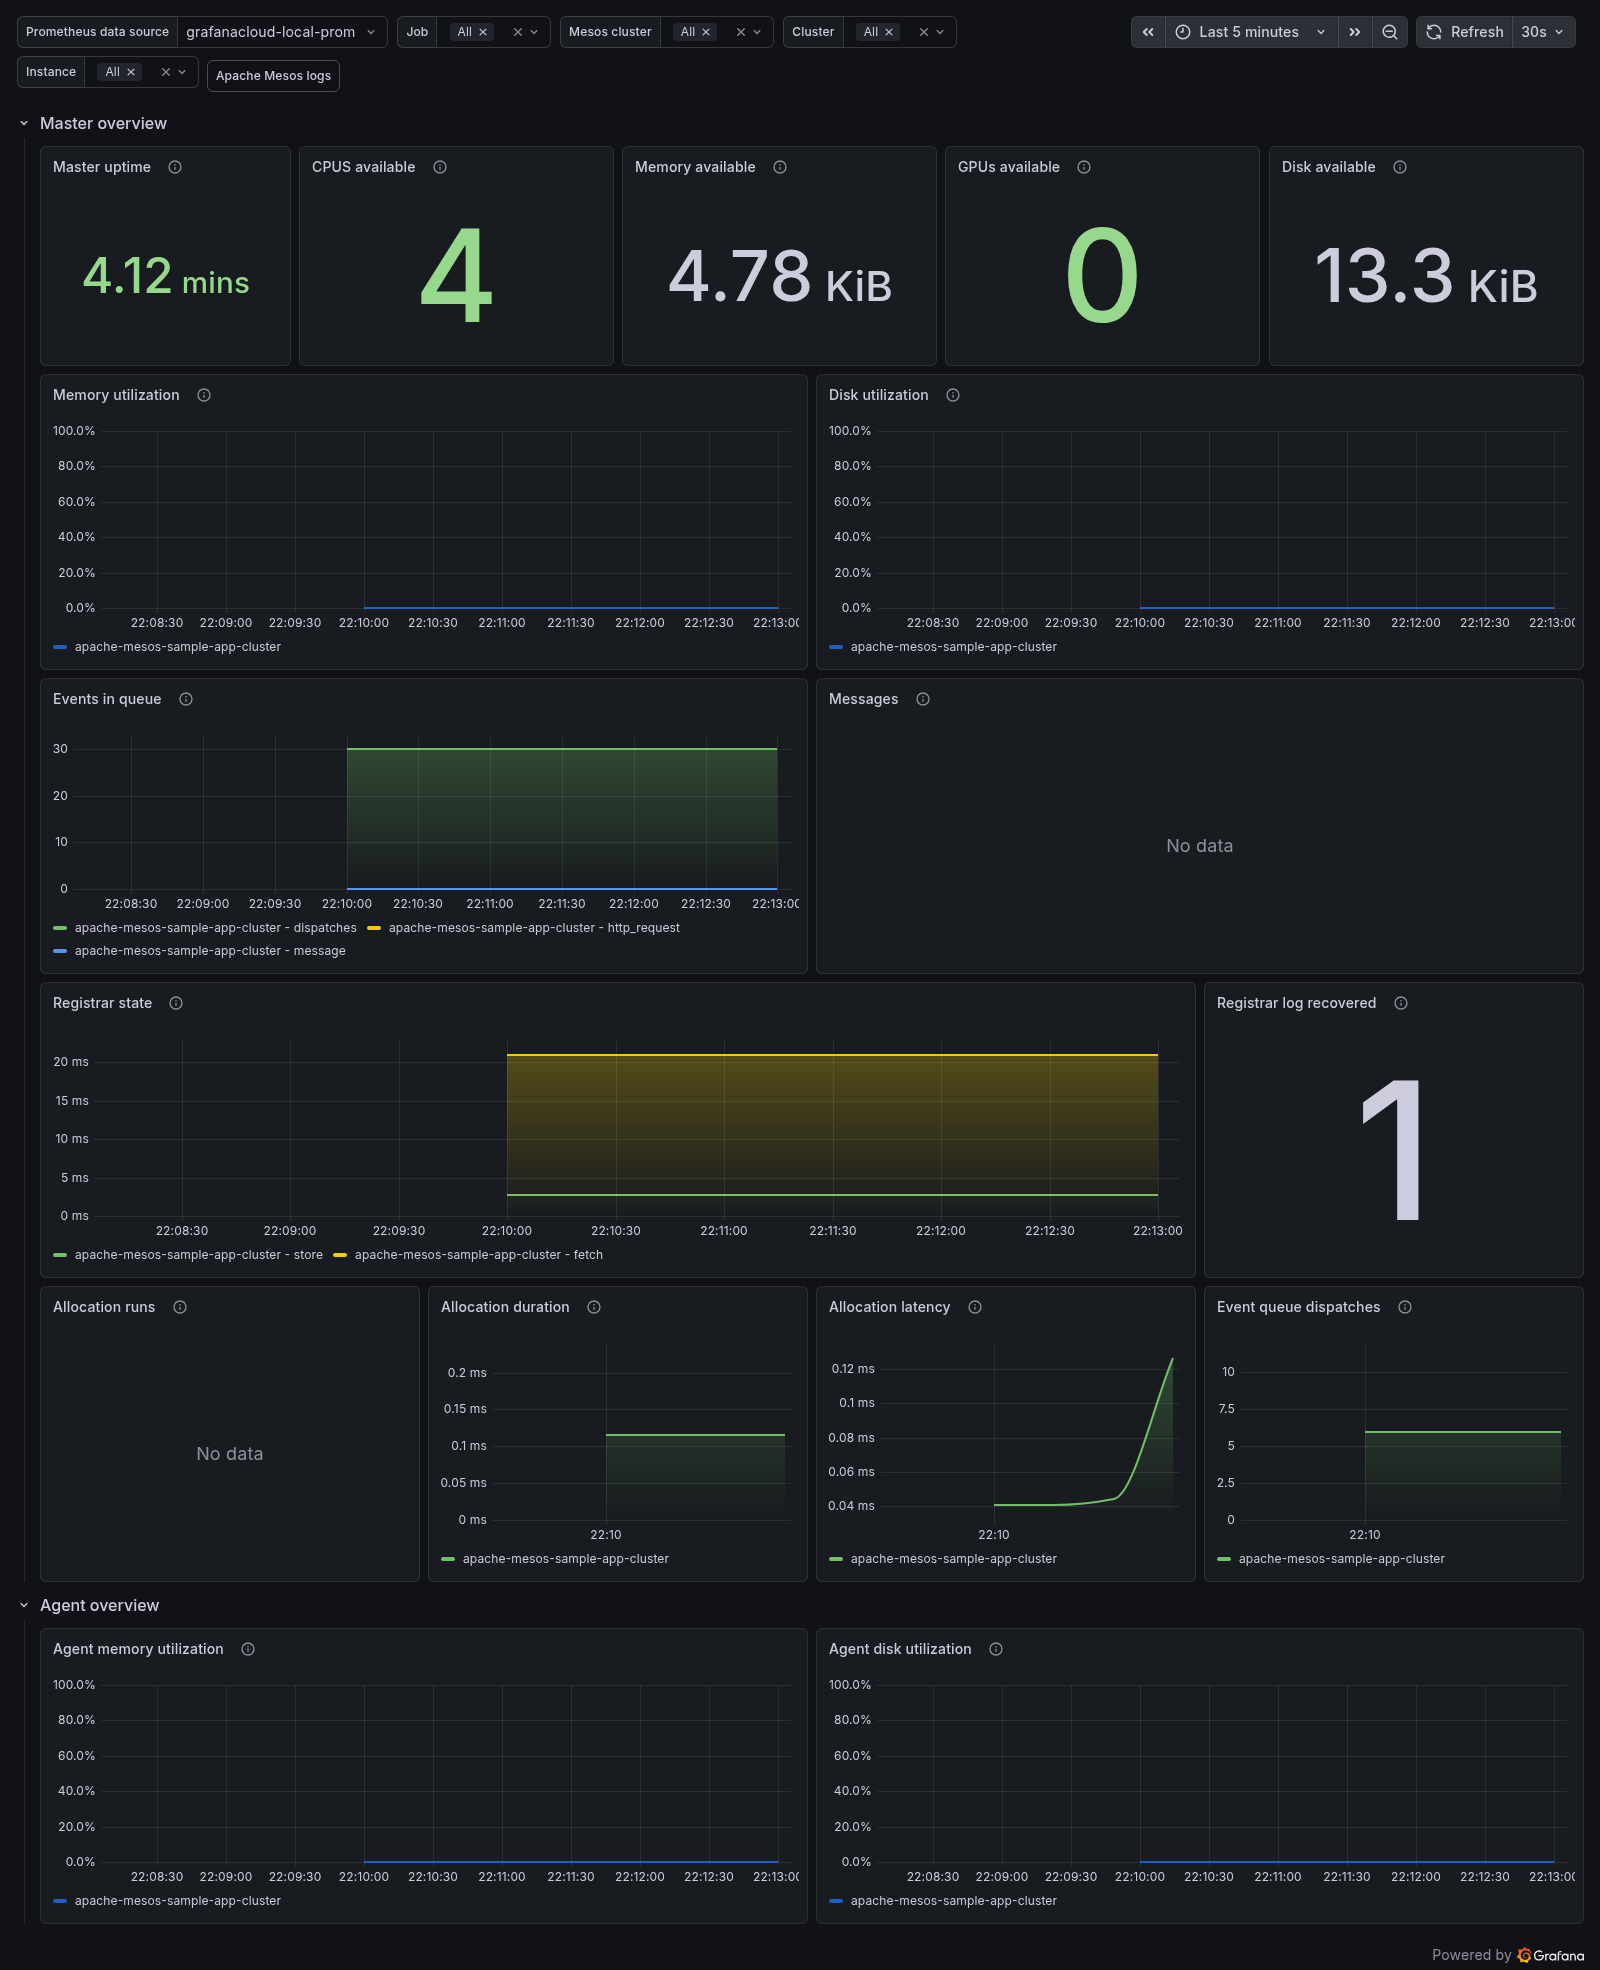 Prometheus data source grafanacloud-local-prom Job All Mesos cluster All Cluster All Last 5 minutes Refresh 30s
Instance All Apache Mesos logs
Master overview
Master uptime
4.12 mins
CPUS available
4
Memory available
4.78 KiB
GPUs available
0
Disk available
13.3 KiB
Memory utilization
100.0%
80.0%
60.0%
40.0%
20.0%
0.0%
22:08:30 22:09:00 22:09:30 22:10:00 22:10:30 22:11:00 22:11:30 22:12:00 22:12:30 22:13:00
apache-mesos-sample-app-cluster
Disk utilization
100.0%
80.0%
60.0%
40.0%
20.0%
0.0%
22:08:30 22:09:00 22:09:30 22:10:00 22:10:30 22:11:00 22:11:30 22:12:00 22:12:30 22:13:00
apache-mesos-sample-app-cluster
Events in queue
30
20
10
0
22:08:30 22:09:00 22:09:30 22:10:00 22:10:30 22:11:00 22:11:30 22:12:00 22:12:30 22:13:00
apache-mesos-sample-app-cluster - dispatches apache-mesos-sample-app-cluster - http_request
apache-mesos-sample-app-cluster - message
Messages
No data
Registrar state
20 ms
15 ms
10 ms
5 ms
0 ms
22:08:30 22:09:00 22:09:30 22:10:00 22:10:30 22:11:00 22:11:30 22:12:00 22:12:30 22:13:00
apache-mesos-sample-app-cluster - store apache-mesos-sample-app-cluster - fetch
Registrar log recovered
1
Allocation runs
No data
Allocation duration
0.2 ms
0.15 ms
0.1 ms
0.05 ms
0 ms
22:10
apache-mesos-sample-app-cluster
Allocation latency
0.12 ms
0.1 ms
0.08 ms
0.06 ms
0.04 ms
22:10
apache-mesos-sample-app-cluster
Event queue dispatches
10
7.5
5
2.5
0
22:10
apache-mesos-sample-app-cluster
Agent overview
Agent memory utilization
100.0%
80.0%
60.0%
40.0%
20.0%
0.0%
22:08:30 22:09:00 22:09:30 22:10:00 22:10:30 22:11:00 22:11:30 22:12:00 22:12:30 22:13:00
apache-mesos-sample-app-cluster
Agent disk utilization
100.0%
80.0%
60.0%
40.0%
20.0%
0.0%
22:08:30 22:09:00 22:09:30 22:10:00 22:10:30 22:11:00 22:11:30 22:12:00 22:12:30 22:13:00
apache-mesos-sample-app-cluster
Powered by Grafana